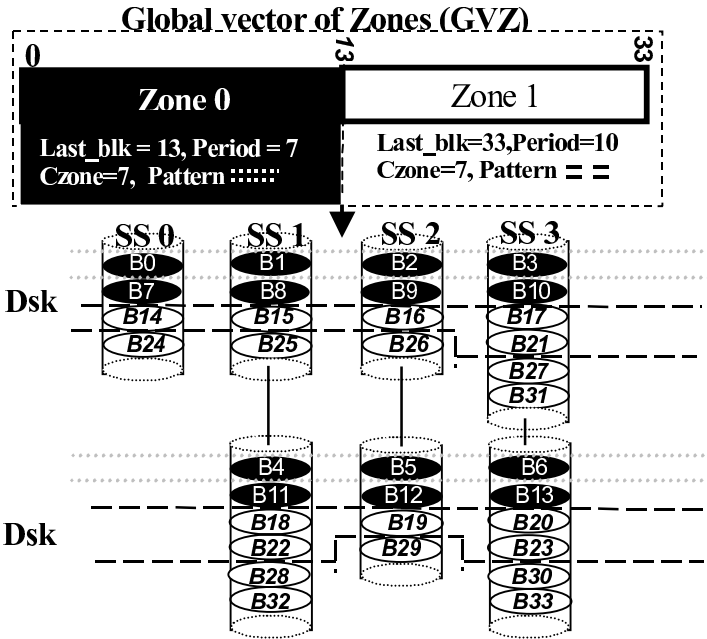 Global vector of Zones (GVZ)
0 13 33
Zone 0 Zone 1
Last_blk = 13, Period = 7 Last_blk=33,Period=10
Czone=7, Pattern Czone=7, Pattern
SS 0 SS 1 SS 2 SS 3
B0 B1 B2 B3
Dsk B7 B8 B9 B10
B14 B15 B16 B17
B24 B25 B26 B21
B27
B31
B4 B5 B6
B11 B12 B13
Dsk B18 B19 B20
B22 B29 B23
B28 B30
B32 B33